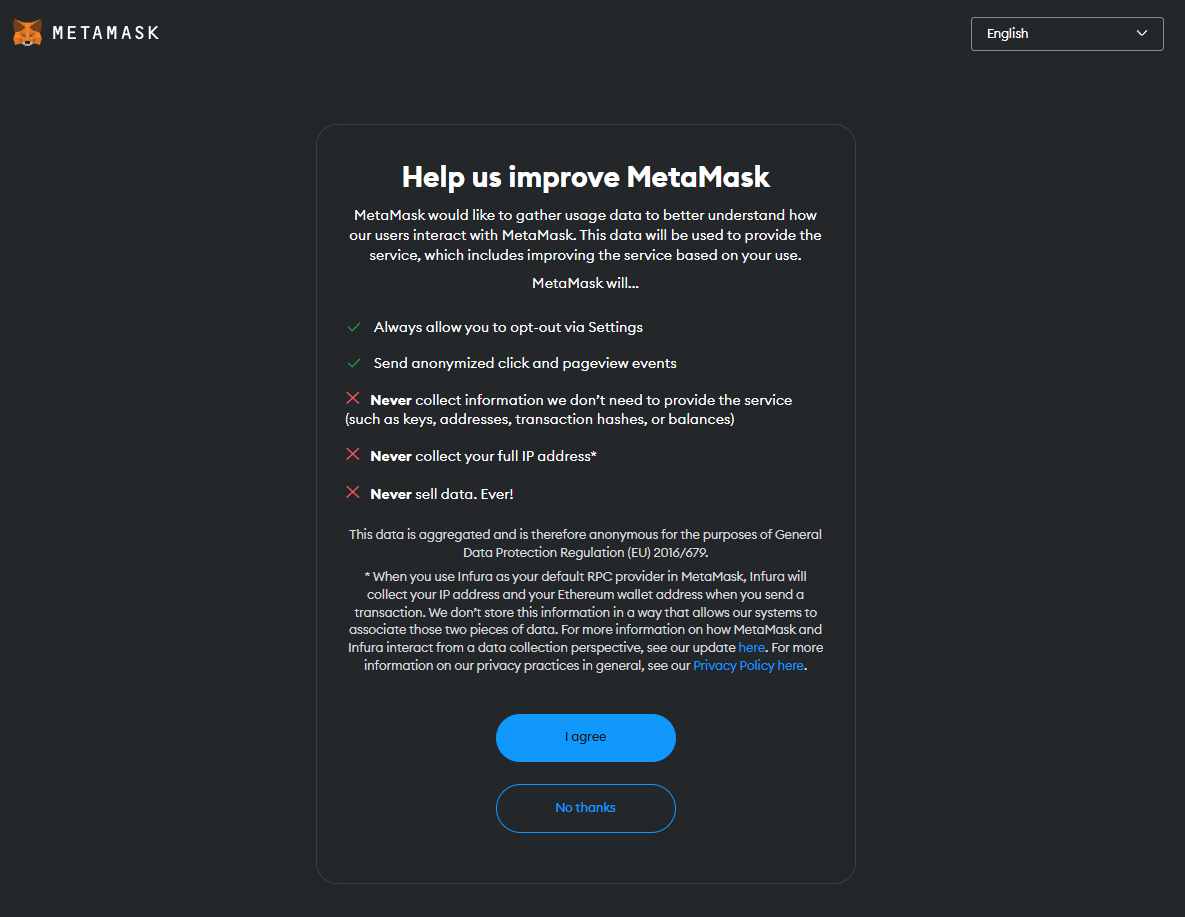 METAMASK
English
Help us improve MetaMask
MetaMask would like to gather usage data to better understand how
our users interact with MetaMask. This data will be used to provide the
service, which includes improving the service based on your use.
MetaMask will...
Always allow you to opt-out via Settings
Send anonymized click and pageview events
Never collect information we don’t need to provide the service
(such as keys, addresses, transaction hashes, or balances)
Never collect your full IP address*
Never sell data. Ever!
This data is aggregated and is therefore anonymous for the purposes of General
Data Protection Regulation (EU) 2016/679.
* When you use Infura as your default RPC provider in MetaMask, Infura will
collect your IP address and your Ethereum wallet address when you send a
transaction. We don’t store this information in a way that allows our systems to
associate those two pieces of data. For more information on how MetaMask and
Infura interact from a data collection perspective, see our update here. For more
information on our privacy practices in general, see our Privacy Policy here.
I agree
No thanks